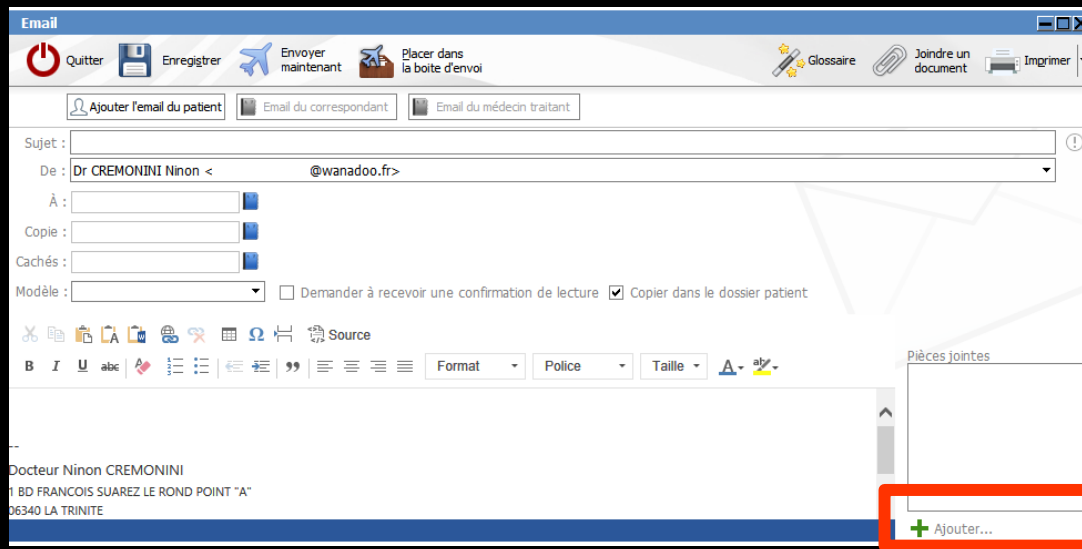 Email
Quitter Enregistrer Envoyer maintenant Placer dans la boite d'envoi Glossaire Joindre un document Imprimer
Ajouter l'email du patient Email du correspondant Email du médecin traitant
Sujet :
De : Dr CREMONINI Ninon < @wanadoo.fr>
À :
Copie :
Cachés :
Modèle : Demander à recevoir une confirmation de lecture Copier dans le dossier patient
Source
B I U abc Format Police Taille A ab
Pièces jointes
--
Docteur Ninon CREMONINI
1 BD FRANCOIS SUAREZ LE ROND POINT "A"
06340 LA TRINITE
Ajouter...